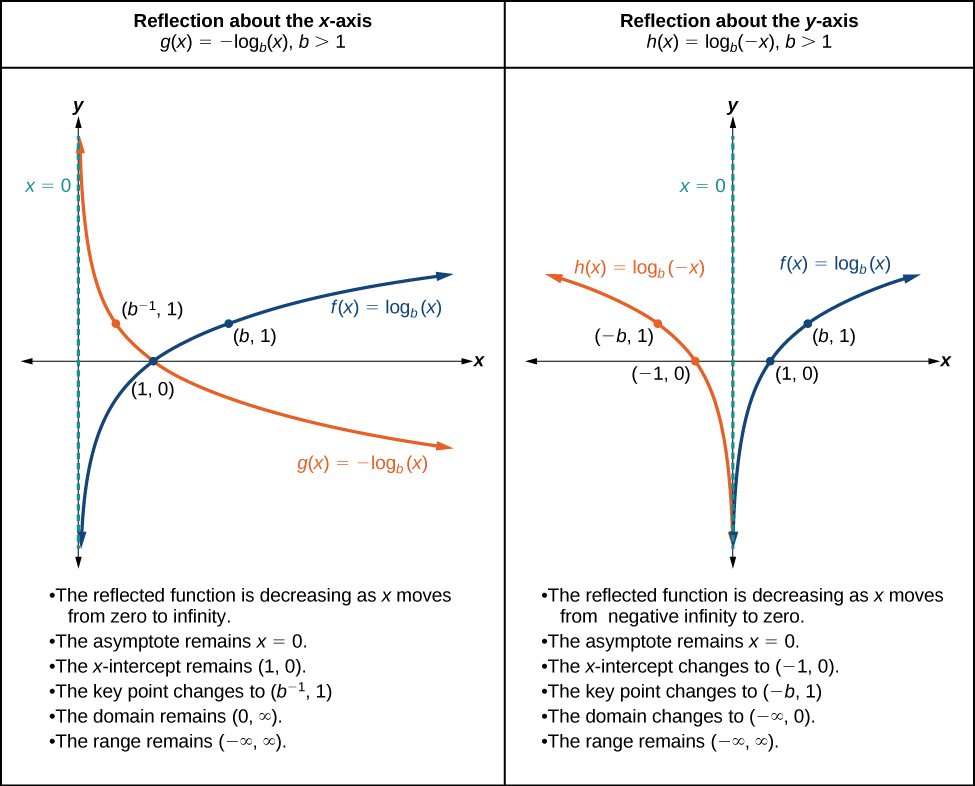 Reflection about the x-axis
g(x) = −log_b(x), b > 1
y
x = 0
(b⁻¹, 1)
f(x) = log_b(x)
(b, 1)
x
(1, 0)
g(x) = −log_b(x)
•The reflected function is decreasing as x moves
from zero to infinity.
•The asymptote remains x = 0.
•The x-intercept remains (1, 0).
•The key point changes to (b⁻¹, 1)
•The domain remains (0, ∞).
•The range remains (−∞, ∞).
Reflection about the y-axis
h(x) = log_b(−x), b > 1
y
x = 0
h(x) = log_b(−x)
f(x) = log_b(x)
(−b, 1)
(b, 1)
x
(−1, 0)
(1, 0)
•The reflected function is decreasing as x moves
from negative infinity to zero.
•The asymptote remains x = 0.
•The x-intercept changes to (−1, 0).
•The key point changes to (−b, 1)
•The domain changes to (−∞, 0).
•The range remains (−∞, ∞).